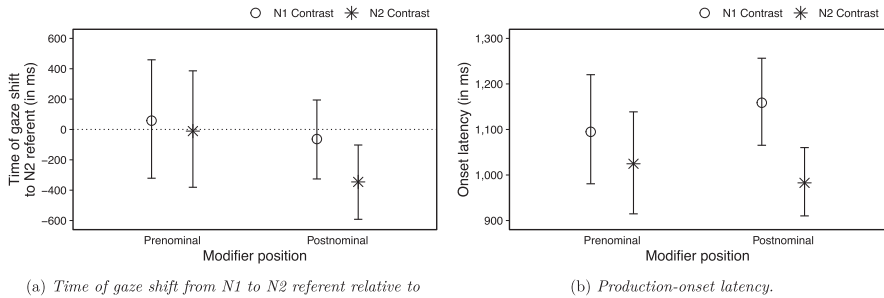 N1 Contrast N2 Contrast
600
400
200
0
−200
−400
−600
Time of gaze shift
to N2 referent (in ms)
Prenominal Postnominal
Modifier position
(a) Time of gaze shift from N1 to N2 referent relative to
N1 Contrast N2 Contrast
1,300
1,200
1,100
1,000
900
Onset latency (in ms)
Prenominal Postnominal
Modifier position
(b) Production-onset latency.